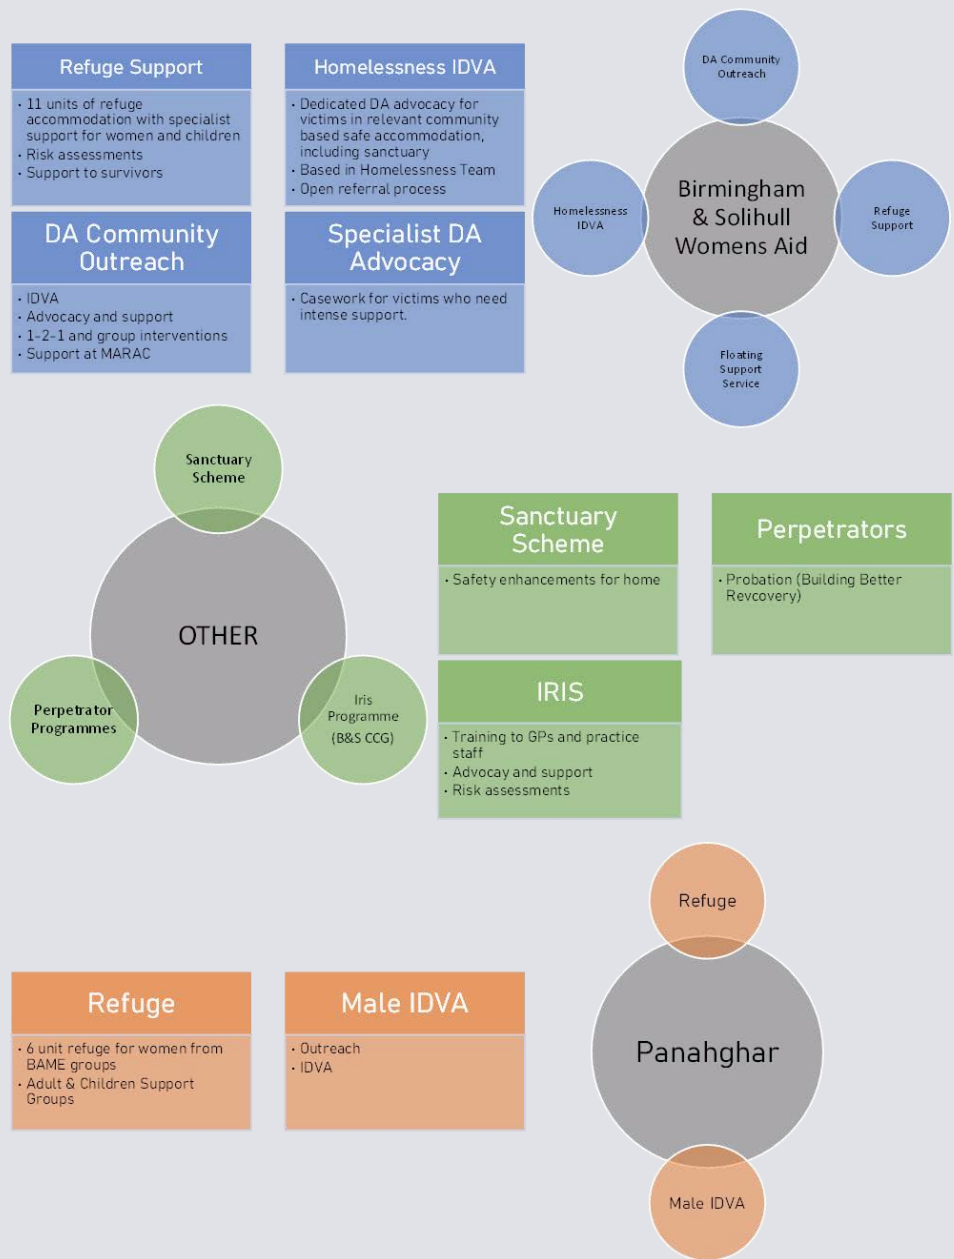 Refuge Support
· 11 units of refuge
accommodation with specialist
support for women and children
· Risk assessments
· Support to survivors
Homelessness IDVA
· Dedicated DA advocacy for
victims in relevant community
based safe accommodation,
including sanctuary
· Based in Homelessness Team
· Open referral process
DA Community
Outreach
· IDVA
· Advocacy and support
· 1-2-1 and group interventions
· Support at MARAC
Specialist DA
Advocacy
· Casework for victims who need
intense support.
DA Community
Outreach
Homelessness
IDVA
Birmingham
& Solihull
Womens Aid
Refuge
Support
Floating
Support
Service
Sanctuary
Scheme
OTHER
Perpetrator
Programmes
Iris
Programme
(B&S CCG)
Sanctuary
Scheme
· Safety enhancements for home
Perpetrators
· Probation (Building Better
Revcovery)
IRIS
· Training to GPs and practice
staff
· Advocay and support
· Risk assessments
Refuge
· 6 unit refuge for women from
BAME groups
· Adult & Children Support
Groups
Male IDVA
· Outreach
· IDVA
Refuge
Panahghar
Male IDVA